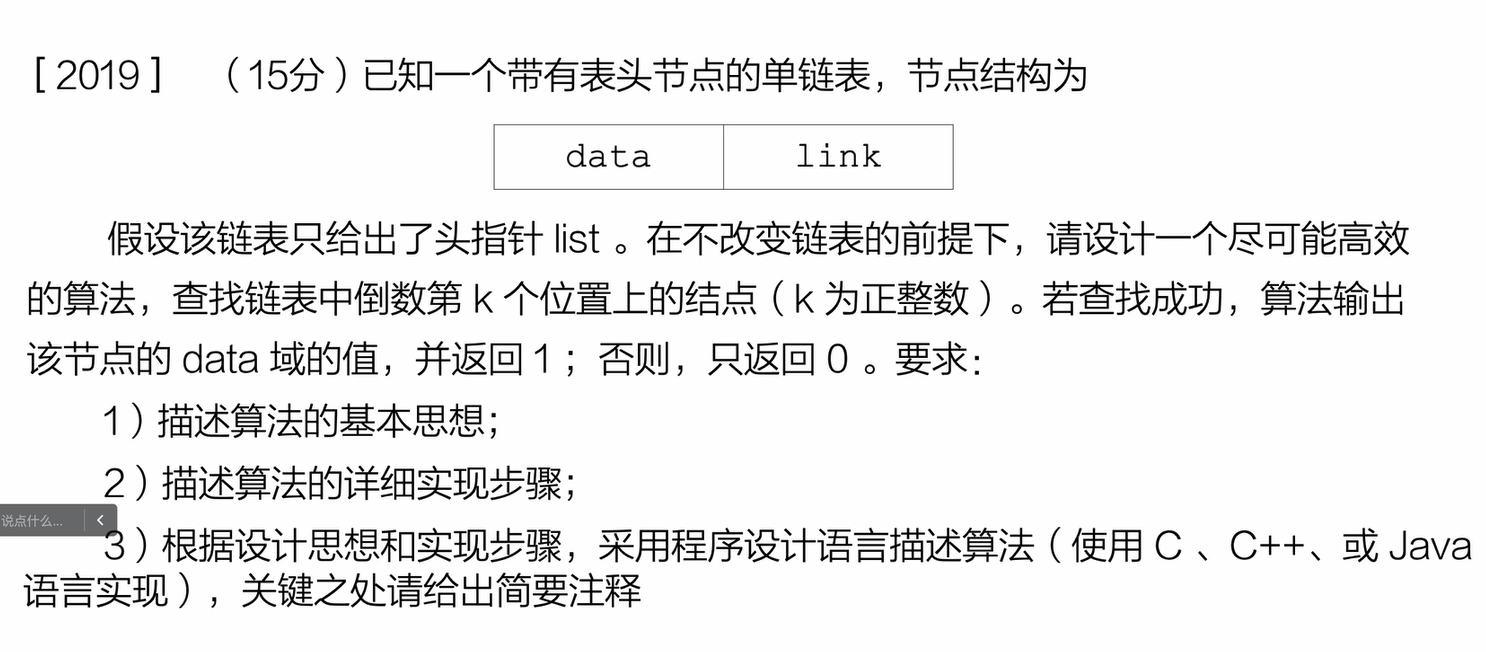 [ 2019 ] （15分）已知一个带有表头节点的单链表，节点结构为
data link
假设该链表只给出了头指针 list 。在不改变链表的前提下，请设计一个尽可能高效
的算法，查找链表中倒数第 k 个位置上的结点（ k 为正整数 ）。若查找成功，算法输出
该节点的 data 域的值，并返回 1 ；否则，只返回 0 。要求：
1 ）描述算法的基本思想；
2 ）描述算法的详细实现步骤；
说点什么...
3 ）根据设计思想和实现步骤，采用程序设计语言描述算法（ 使用 C 、C++、或 Java
语言实现 ），关键之处请给出简要注释